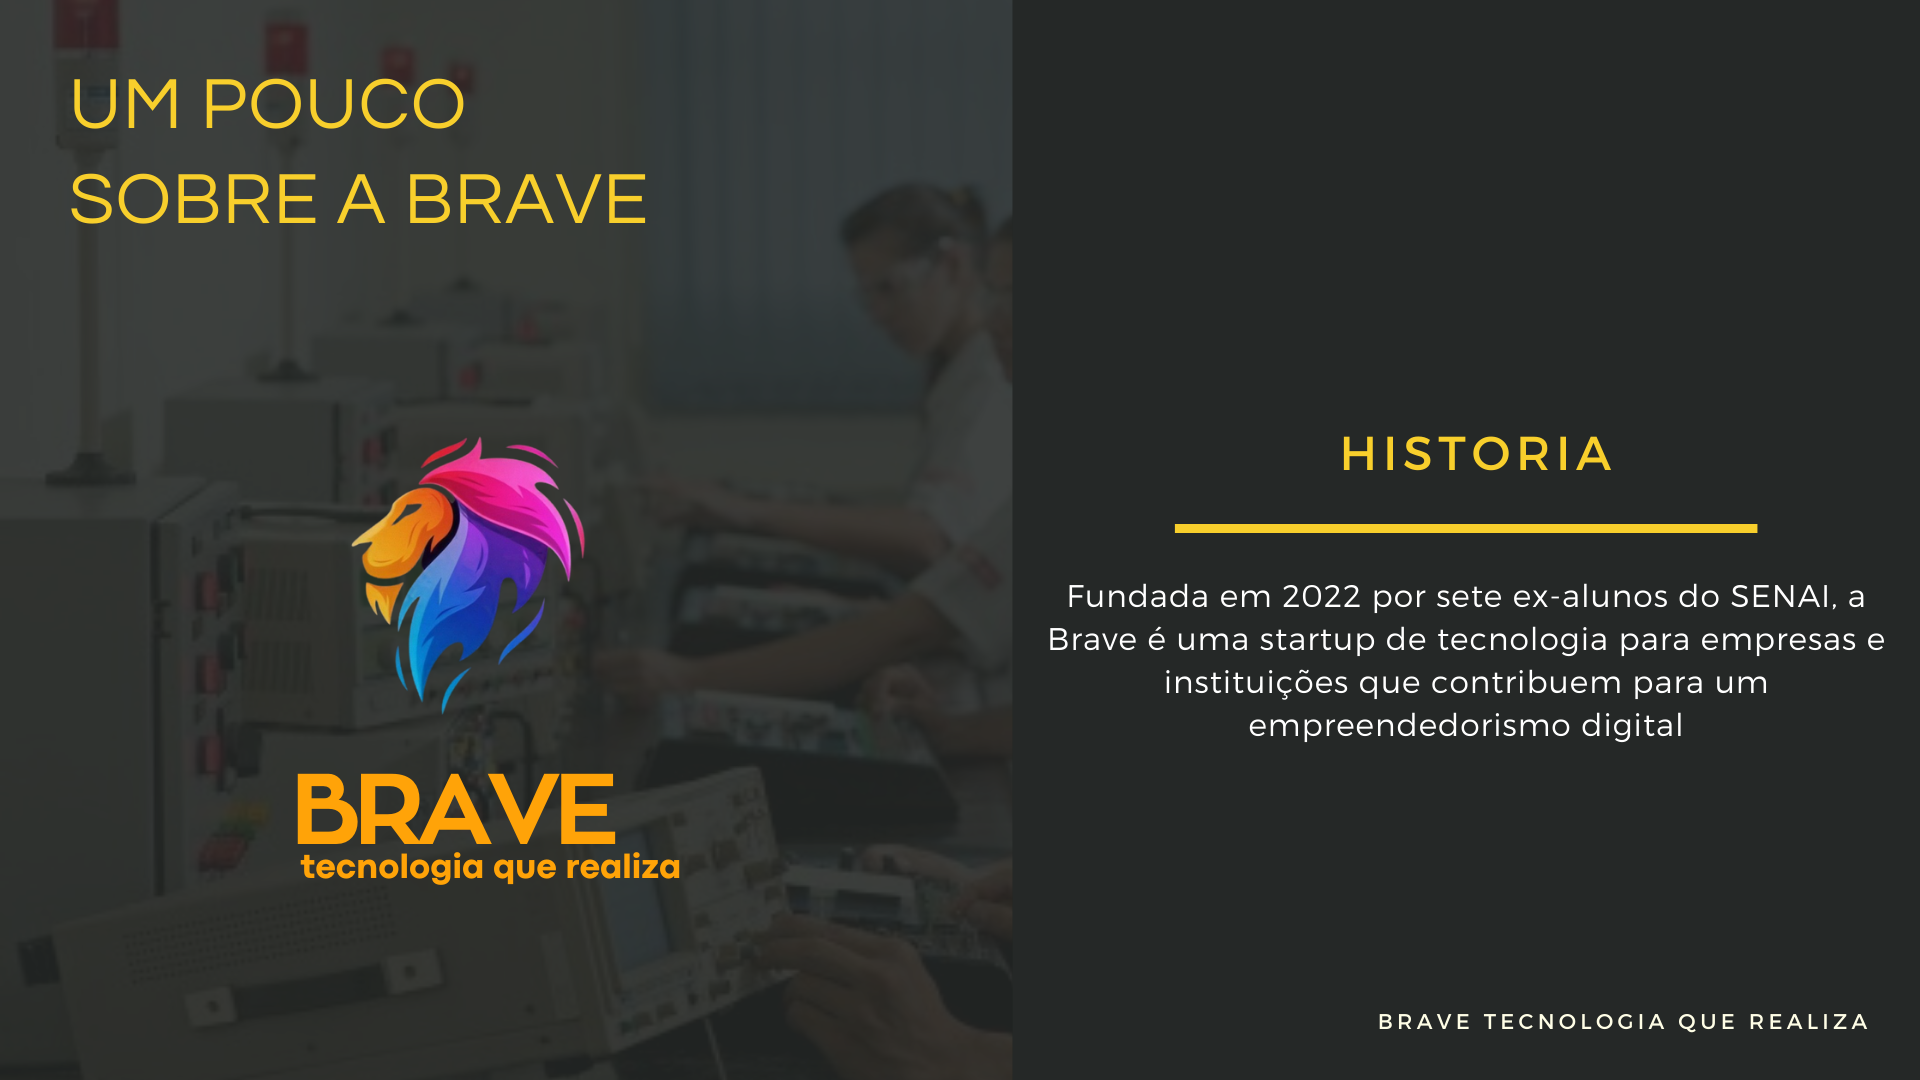 UM POUCO
SOBRE A BRAVE
BRAVE
tecnologia que realiza
HISTORIA
Fundada em 2022 por sete ex-alunos do SENAI, a
Brave é uma startup de tecnologia para empresas e
instituições que contribuem para um
empreendedorismo digital
BRAVE TECNOLOGIA QUE REALIZA